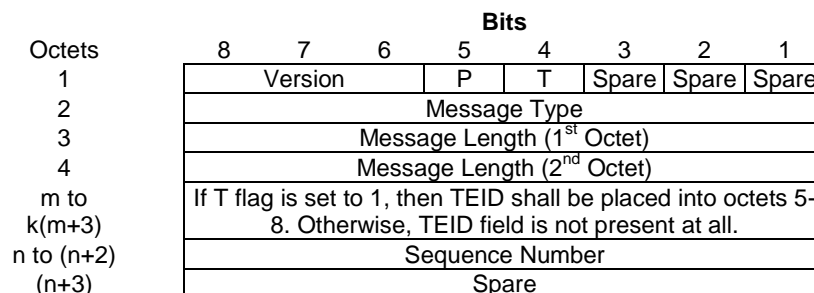 Bits
Octets 8 7 6 5 4 3 2 1
1 Version P T Spare Spare Spare
2 Message Type
3 Message Length (1st Octet)
4 Message Length (2nd Octet)
m to k(m+3) If T flag is set to 1, then TEID shall be placed into octets 5-
8. Otherwise, TEID field is not present at all.
n to (n+2) Sequence Number
(n+3) Spare